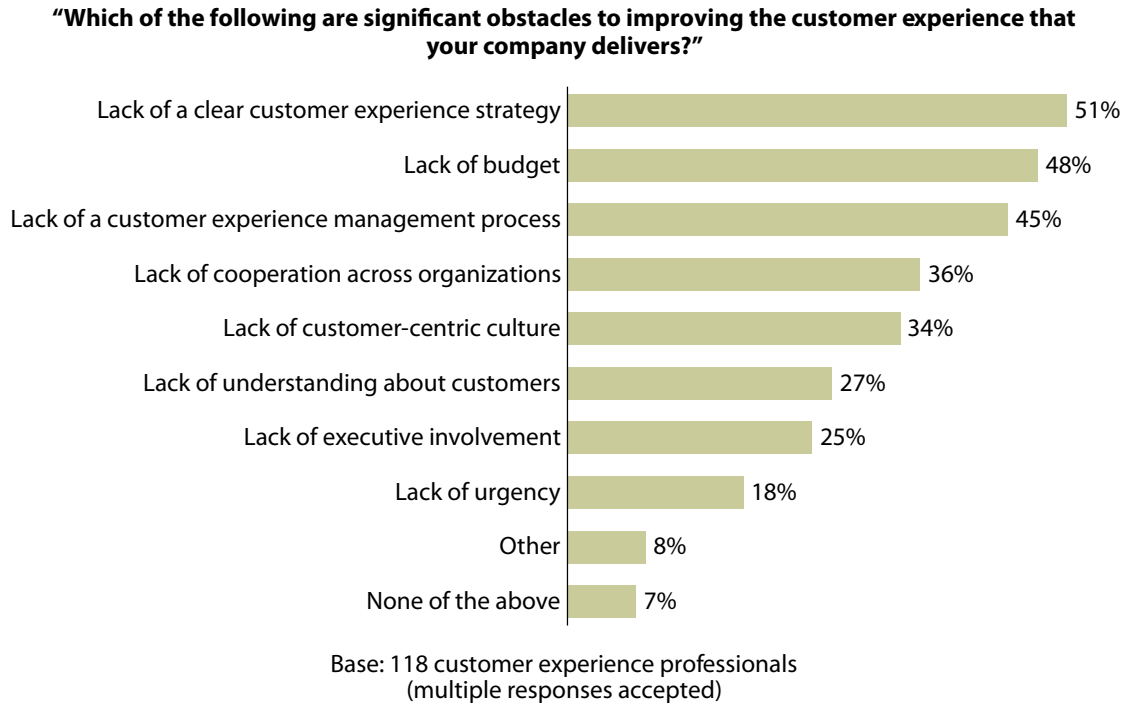 “Which of the following are significant obstacles to improving the customer experience that
your company delivers?”
Lack of a clear customer experience strategy 51%
Lack of budget 48%
Lack of a customer experience management process 45%
Lack of cooperation across organizations 36%
Lack of customer-centric culture 34%
Lack of understanding about customers 27%
Lack of executive involvement 25%
Lack of urgency 18%
Other 8%
None of the above 7%
Base: 118 customer experience professionals
(multiple responses accepted)